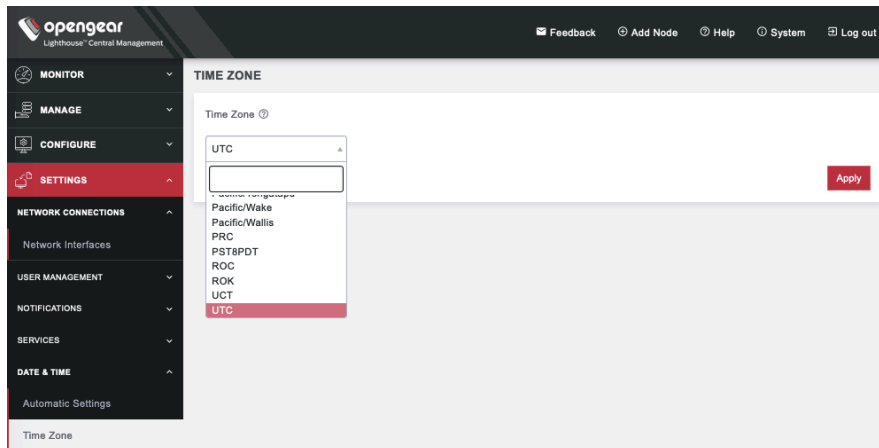 opengear
Lighthouse™ Central Management
Feedback
Add Node
Help
System
Log out
MONITOR
MANAGE
CONFIGURE
SETTINGS
NETWORK CONNECTIONS
Network Interfaces
USER MANAGEMENT
NOTIFICATIONS
SERVICES
DATE & TIME
Automatic Settings
Time Zone
TIME ZONE
Time Zone
UTC
Pacific/Tongatapu
Pacific/Wake
Pacific/Wallis
PRC
PST8PDT
ROC
ROK
UCT
UTC
Apply